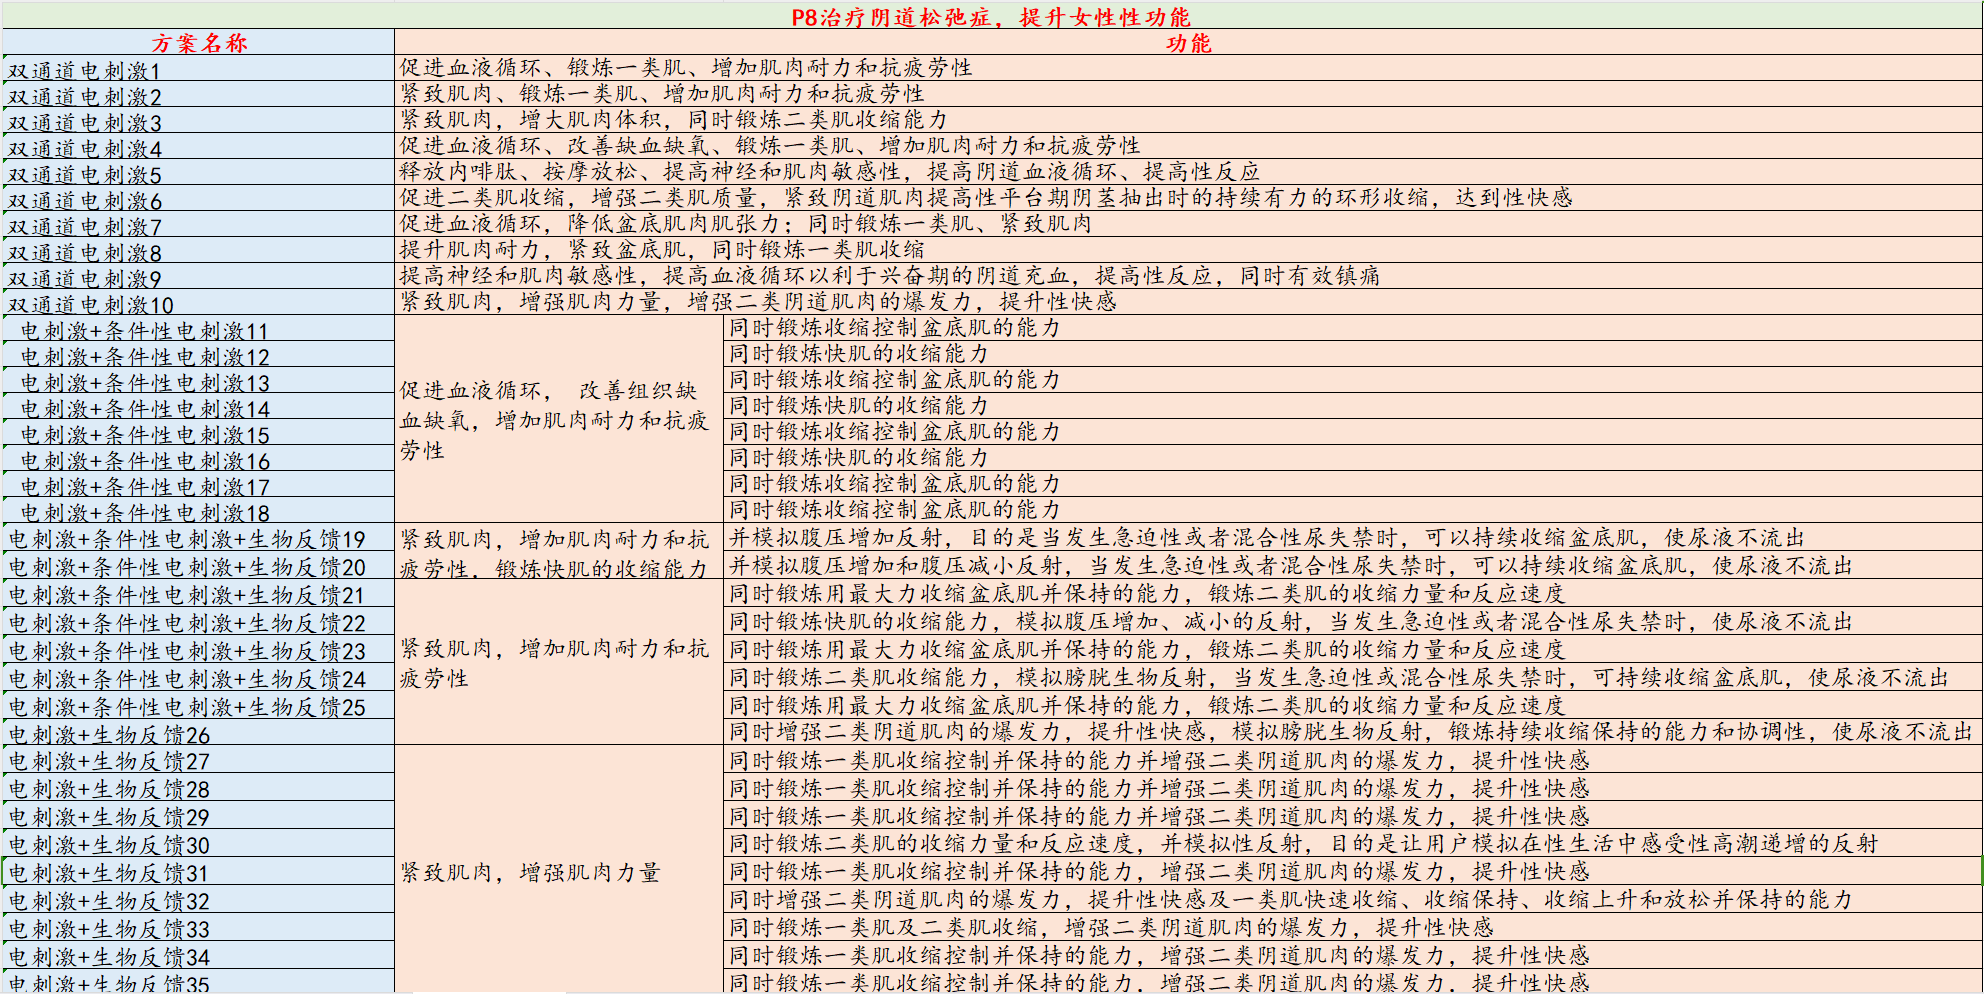 P8治疗阴道松弛症，提升女性性功能
方案名称 功能
双通道电刺激1 促进血液循环、锻炼一类肌、增加肌肉耐力和抗疲劳性
双通道电刺激2 紧致肌肉、锻炼一类肌、增加肌肉耐力和抗疲劳性
双通道电刺激3 紧致肌肉，增大肌肉体积，同时锻炼二类肌收缩能力
双通道电刺激4 促进血液循环、改善缺血缺氧、锻炼一类肌、增加肌肉耐力和抗疲劳性
双通道电刺激5 释放内啡肽、按摩放松、提高神经和肌肉敏感性，提高阴道血液循环、提高性反应
双通道电刺激6 促进二类肌收缩，增强二类肌质量，紧致阴道肌肉提高性平台期阴茎抽出时的持续有力的环形收缩，达到性快感
双通道电刺激7 促进血液循环，降低盆底肌肉肌张力；同时锻炼一类肌、紧致肌肉
双通道电刺激8 提升肌肉耐力，紧致盆底肌，同时锻炼一类肌收缩
双通道电刺激9 提高神经和肌肉敏感性，提高血液循环以利于兴奋期的阴道充血，提高性反应，同时有效镇痛
双通道电刺激10 紧致肌肉，增强肌肉力量，增强二类阴道肌肉的爆发力，提升性快感
电刺激+条件性电刺激11 同时锻炼收缩控制盆底肌的能力
电刺激+条件性电刺激12 同时锻炼快肌的收缩能力
电刺激+条件性电刺激13 同时锻炼收缩控制盆底肌的能力
促进血液循环， 改善组织缺
电刺激+条件性电刺激14 同时锻炼快肌的收缩能力
血缺氧，增加肌肉耐力和抗疲
电刺激+条件性电刺激15 同时锻炼收缩控制盆底肌的能力
劳性
电刺激+条件性电刺激16 同时锻炼快肌的收缩能力
电刺激+条件性电刺激17 同时锻炼收缩控制盆底肌的能力
电刺激+条件性电刺激18 同时锻炼收缩控制盆底肌的能力
电刺激+条件性电刺激+生物反馈19 紧致肌肉，增加肌肉耐力和抗 并模拟腹压增加反射，目的是当发生急迫性或者混合性尿失禁时，可以持续收缩盆底肌，使尿液不流出
电刺激+条件性电刺激+生物反馈20 疲劳性，锻炼快肌的收缩能力 并模拟腹压增加和腹压减小反射，当发生急迫性或者混合性尿失禁时，可以持续收缩盆底肌，使尿液不流出
电刺激+条件性电刺激+生物反馈21 同时锻炼用最大力收缩盆底肌并保持的能力，锻炼二类肌的收缩力量和反应速度
电刺激+条件性电刺激+生物反馈22 同时锻炼快肌的收缩能力，模拟腹压增加、减小的反射，当发生急迫性或者混合性尿失禁时，使尿液不流出
电刺激+条件性电刺激+生物反馈23 紧致肌肉，增加肌肉耐力和抗 同时锻炼用最大力收缩盆底肌并保持的能力，锻炼二类肌的收缩力量和反应速度
电刺激+条件性电刺激+生物反馈24 疲劳性 同时锻炼二类肌收缩能力，模拟膀胱生物反射，当发生急迫性或混合性尿失禁时，可持续收缩盆底肌，使尿液不流出
电刺激+条件性电刺激+生物反馈25 同时锻炼用最大力收缩盆底肌并保持的能力，锻炼二类肌的收缩力量和反应速度
电刺激+生物反馈26 同时增强二类阴道肌肉的爆发力，提升性快感，模拟膀胱生物反射，锻炼持续收缩保持的能力和协调性，使尿液不流出
电刺激+生物反馈27 同时锻炼一类肌收缩控制并保持的能力并增强二类阴道肌肉的爆发力，提升性快感
电刺激+生物反馈28 同时锻炼一类肌收缩控制并保持的能力并增强二类阴道肌肉的爆发力，提升性快感
电刺激+生物反馈29 同时锻炼一类肌收缩控制并保持的能力并增强二类阴道肌肉的爆发力，提升性快感
电刺激+生物反馈30 同时锻炼二类肌的收缩力量和反应速度，并模拟性反射，目的是让用户模拟在性生活中感受性高潮递增的反射
电刺激+生物反馈31 紧致肌肉，增强肌肉力量 同时锻炼一类肌收缩控制并保持的能力，增强二类阴道肌肉的爆发力，提升性快感
电刺激+生物反馈32 同时增强二类阴道肌肉的爆发力，提升性快感及一类肌快速收缩、收缩保持、收缩上升和放松并保持的能力
电刺激+生物反馈33 同时锻炼一类肌及二类肌收缩，增强二类阴道肌肉的爆发力，提升性快感
电刺激+生物反馈34 同时锻炼一类肌收缩控制并保持的能力，增强二类阴道肌肉的爆发力，提升性快感
电刺激+生物反馈35 同时锻炼一类肌收缩控制并保持的能力，增强二类阴道肌肉的爆发力，提升性快感